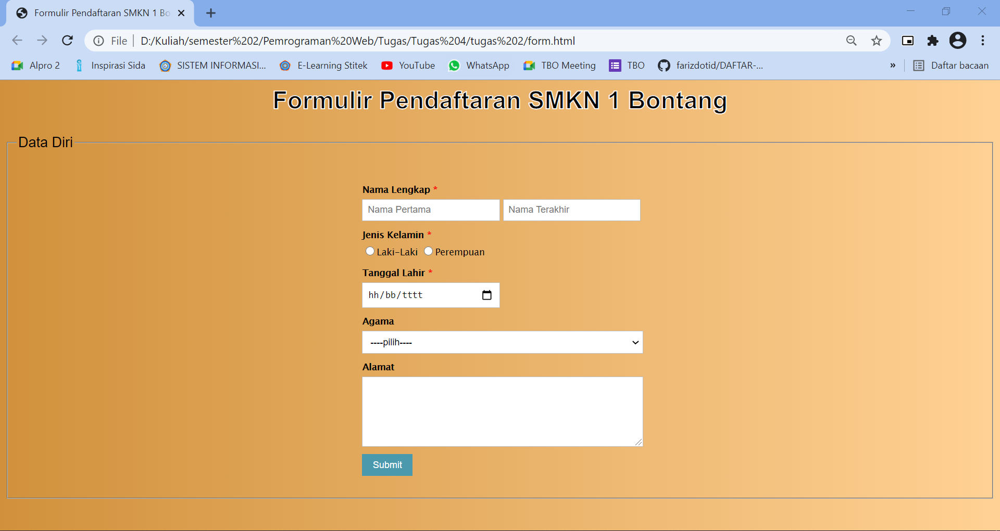 Formulir Pendaftaran SMKN 1 Bo
File D:/Kuliah/semester%202/Pemrograman%20Web/Tugas/Tugas%204/tugas%202/form.html
Alpro 2 Inspirasi Sida SISTEM INFORMASI... E-Learning Stitek YouTube WhatsApp TBO Meeting TBO farizdotid/DAFTAR-... » Daftar bacaan
Formulir Pendaftaran SMKN 1 Bontang
Data Diri
Nama Lengkap *
Nama Pertama Nama Terakhir
Jenis Kelamin *
Laki-Laki Perempuan
Tanggal Lahir *
hh/bb/tttt
Agama
----pilih----
Alamat
Submit